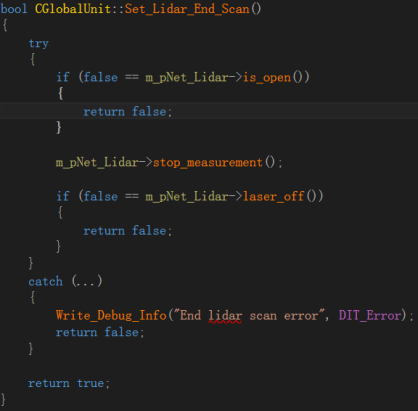 bool CGlobalUnit::Set_Lidar_End_Scan()
{
    try
    {
        if (false == m_pNet_Lidar->is_open())
        {
            return false;
        }

        m_pNet_Lidar->stop_measurement();

        if (false == m_pNet_Lidar->laser_off())
        {
            return false;
        }
    }
    catch (...)
    {
        Write_Debug_Info("End lidar scan error", DIT_Error);
        return false;
    }

    return true;
}